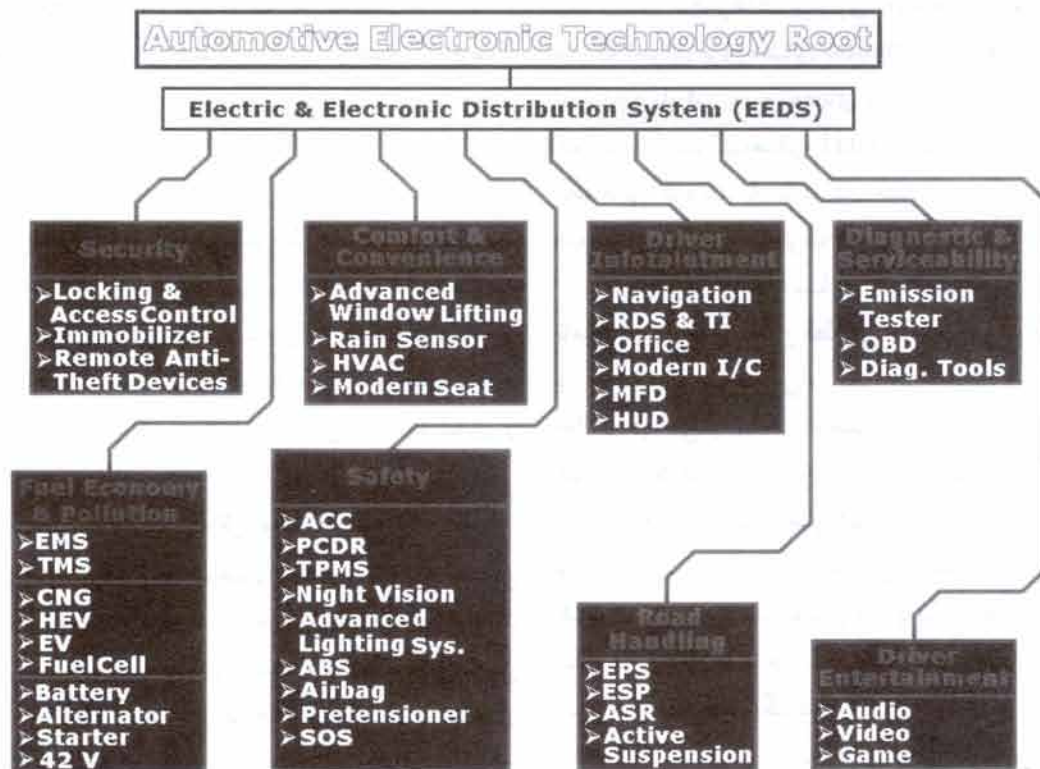 Automotive Electronic Technology Root
Electric & Electronic Distribution System (EEDS)
Security
➢Locking &
Access Control
➢Immobilizer
➢Remote Anti-
Theft Devices
Comfort &
Convenience
➢Advanced
Window Lifting
➢Rain Sensor
➢HVAC
➢Modern Seat
Driver
Infotainment
➢Navigation
➢RDS & TI
➢Office
➢Modern I/C
➢MFD
➢HUD
Diagnostic &
Serviceability
➢Emission
Tester
➢OBD
➢Diag. Tools
Fuel Economy
& Pollution
➢EMS
➢TMS
➢CNG
➢HEV
➢EV
➢Fuel Cell
➢Battery
➢Alternator
➢Starter
➢42 V
Safety
➢ACC
➢PCDR
➢TPMS
➢Night Vision
➢Advanced
Lighting Sys.
➢ABS
➢Airbag
➢Pretensioner
➢SOS
Road
Handling
➢EPS
➢ESP
➢ASR
➢Active
Suspension
Driver
Entertainment
➢Audio
➢Video
➢Game